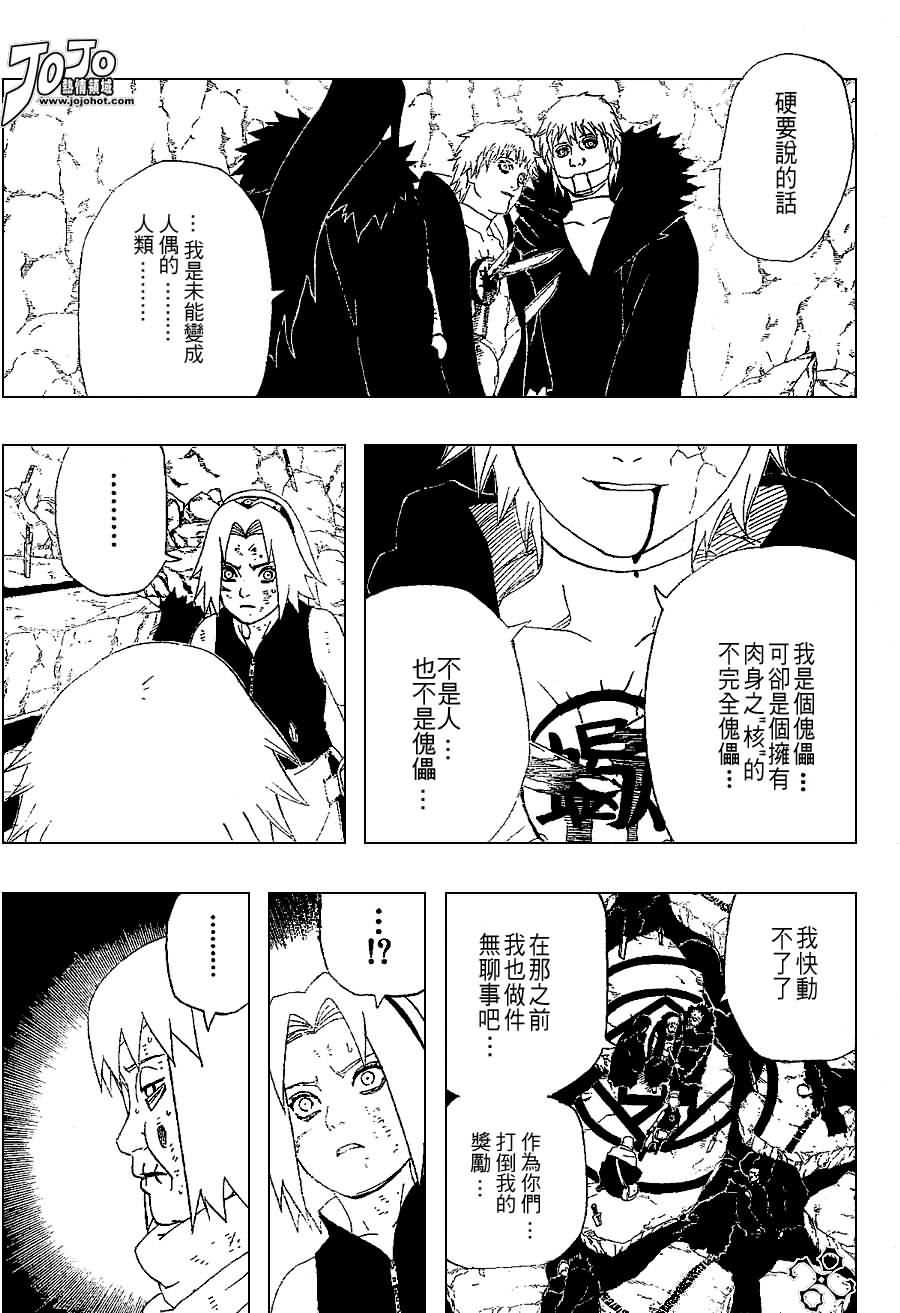 JOJO
熱情領域
www.jojohot.com
硬要說的話
…我是未能變成
人偶的…………
人類…………
我是個傀儡…
可卻是個擁有
肉身之"核"的
不完全傀儡…
不是人…
也不是傀儡…
………
蝎
我快動
不了了
在那之前
我也做件
無聊事吧…
作為你們…
打倒我的
獎勵…
…!?
………